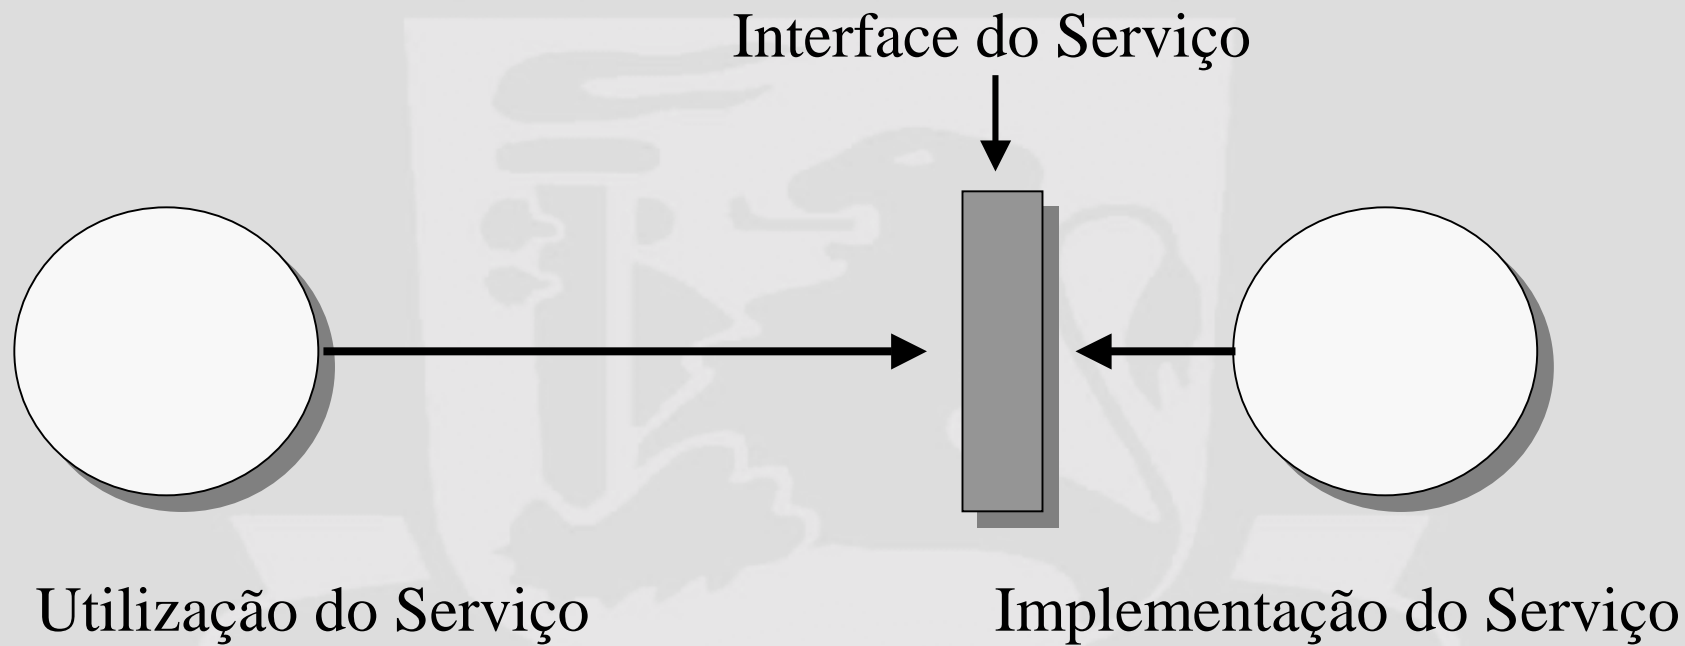 Interface do Serviço
Utilização do Serviço
Implementação do Serviço